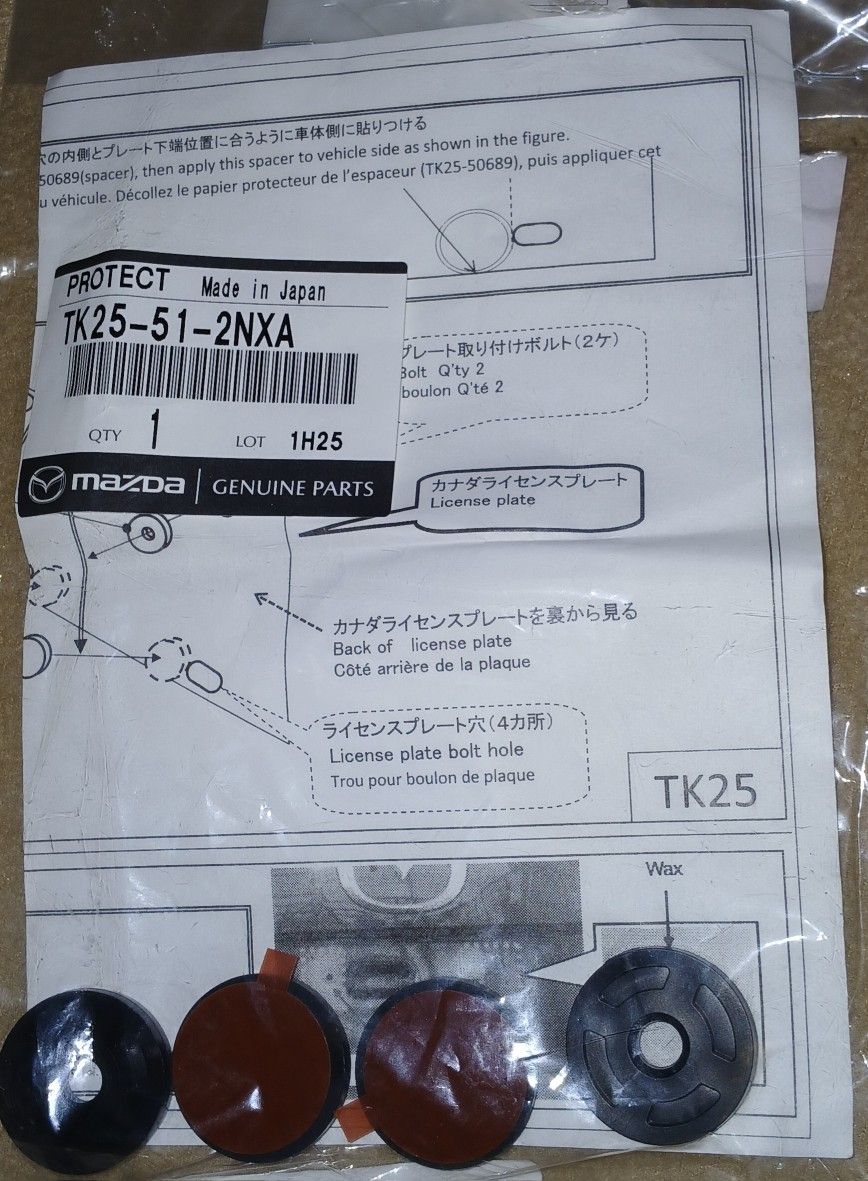 穴の内側とプレート下端位置に合うように車体側に貼りつける
50689(spacer), then apply this spacer to vehicle side as shown in the figure.
u véhicule. Décollez le papier protecteur de l'espaceur (TK25-50689), puis appliquer cet
PROTECT Made in Japan
TK25-51-2NXA
QTY 1 LOT 1H25
mazda GENUINE PARTS
プレート取り付けボルト(2ケ)
Bolt Q'ty 2
boulon Q'té 2
カナダライセンスプレート
License plate
カナダライセンスプレートを裏から見る
Back of license plate
Côté arrière de la plaque
ライセンスプレート穴(4カ所)
License plate bolt hole
Trou pour boulon de plaque
TK25
Wax